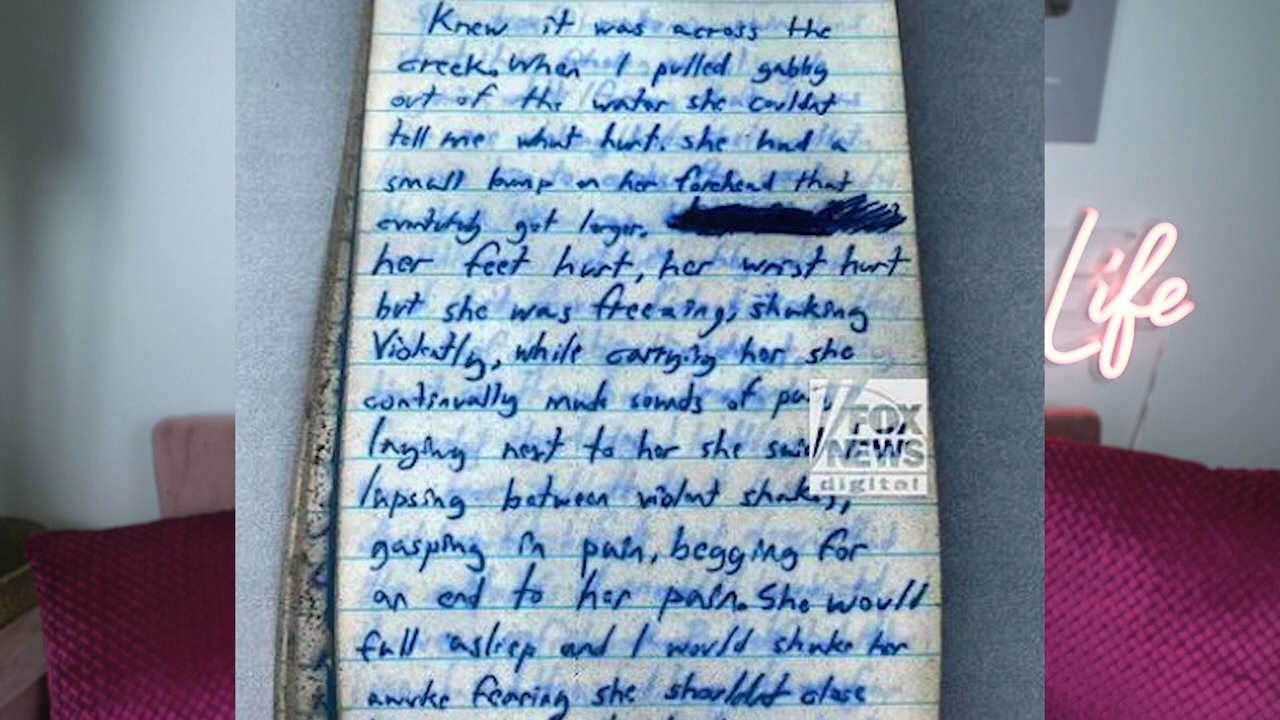 Knew it was across the
creek. When I pulled gabby
out of the water she couldnt
tell me what hurt. she had a
small bump on her forehead that
eventually got larger.
her feet hurt, her wrist hurt
but she was freezing, shaking
Violently, while carrying her she
continually made sounds of pain,
laying next to her she said
lapsing between violent shakes,
gasping in pain, begging for
an end to her pain. She would
fall asleep and I would shake her
awake fearing she shouldnt close
FOX
NEWS
digital
Life